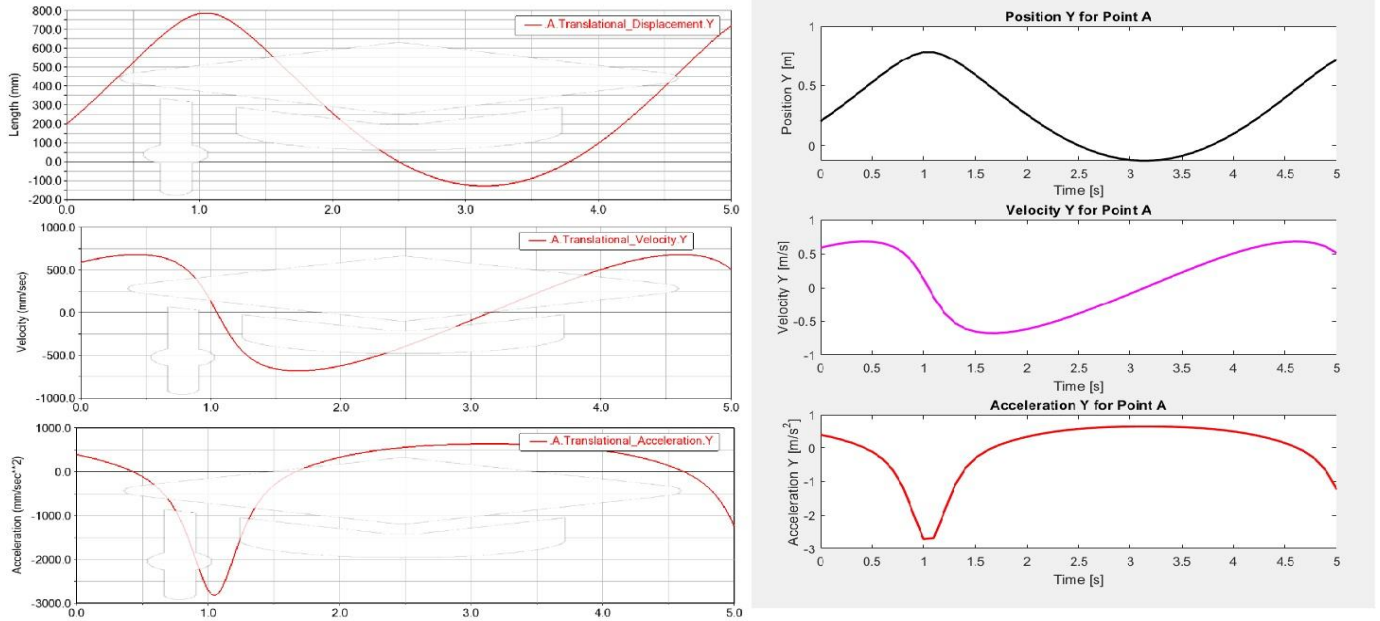 800.0
700.0
600.0
500.0
400.0
300.0
200.0
100.0
0.0
-100.0
-200.0
Length (mm)
.A.Translational_Displacement.Y
0.0 1.0 2.0 3.0 4.0 5.0
1000.0
500.0
0.0
-500.0
-1000.0
Velocity (mm/sec)
.A.Translational_Velocity.Y
0.0 1.0 2.0 3.0 4.0 5.0
1000.0
0.0
-1000.0
-2000.0
-3000.0
Acceleration (mm/sec**2)
.A.Translational_Acceleration.Y
0.0 1.0 2.0 3.0 4.0 5.0
Position Y for Point A
1
0.5
0
Position Y [m]
0 0.5 1 1.5 2 2.5 3 3.5 4 4.5 5
Time [s]
Velocity Y for Point A
1
0.5
0
-0.5
-1
Velocity Y [m/s]
0 0.5 1 1.5 2 2.5 3 3.5 4 4.5 5
Time [s]
Acceleration Y for Point A
1
0
-1
-2
-3
Acceleration Y [m/s²]
0 0.5 1 1.5 2 2.5 3 3.5 4 4.5 5
Time [s]